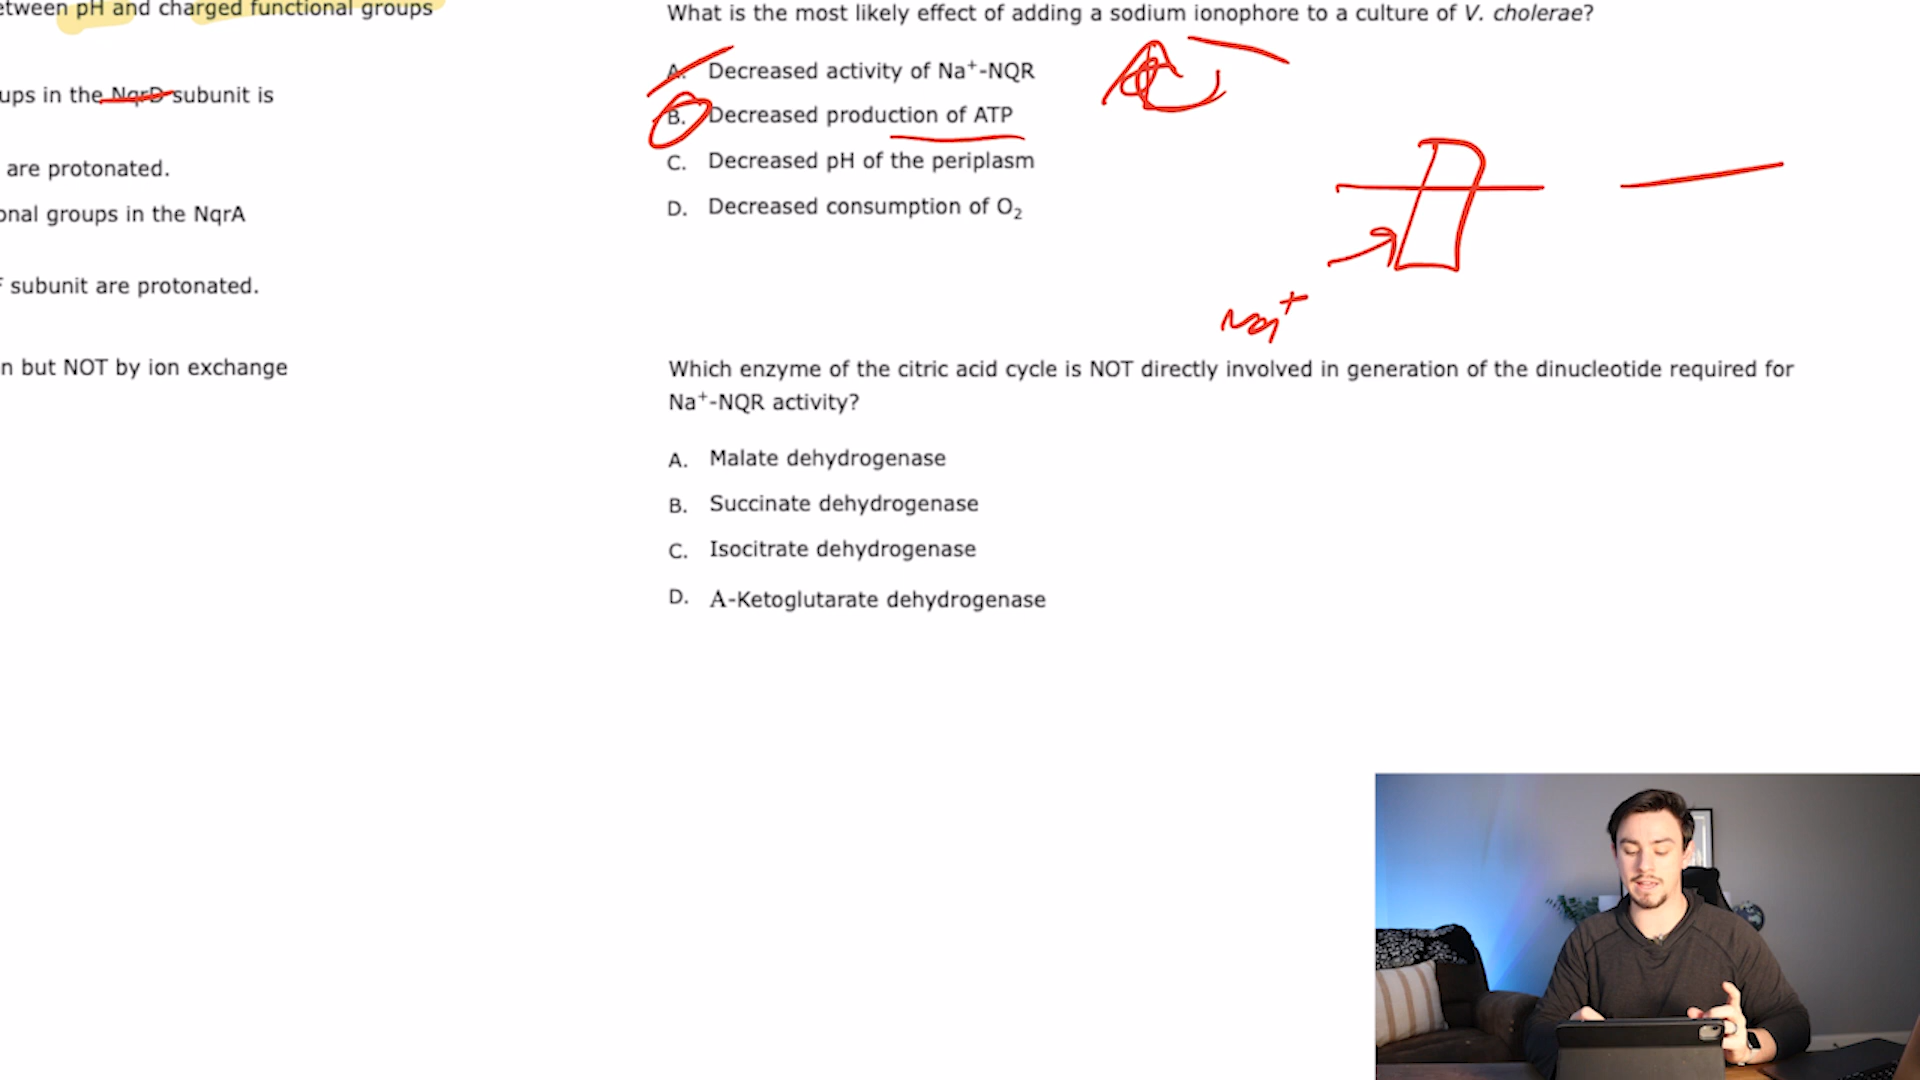 etween pH and charged functional groups
ups in the NqrD subunit is
are protonated.
onal groups in the NqrA
F subunit are protonated.
n but NOT by ion exchange
What is the most likely effect of adding a sodium ionophore to a culture of V. cholerae?
A. Decreased activity of Na⁺-NQR
B. Decreased production of ATP
C. Decreased pH of the periplasm
D. Decreased consumption of O₂
Na⁺
Which enzyme of the citric acid cycle is NOT directly involved in generation of the dinucleotide required for
Na⁺-NQR activity?
A. Malate dehydrogenase
B. Succinate dehydrogenase
C. Isocitrate dehydrogenase
D. A-Ketoglutarate dehydrogenase